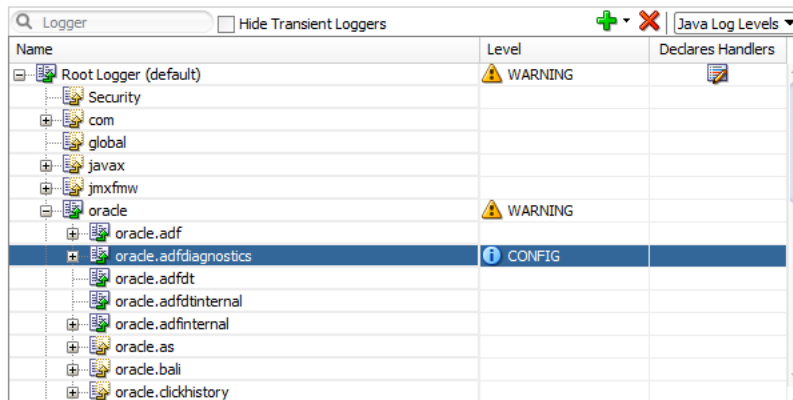 Logger Hide Transient Loggers Java Log Levels
Name Level Declares Handlers
Root Logger (default) WARNING
Security
com
global
javax
jmxfmw
oracle WARNING
oracle.adf
oracle.adfdiagnostics CONFIG
oracle.adfdt
oracle.adfdtinternal
oracle.adfinternal
oracle.as
oracle.bali
oracle.clickhistory